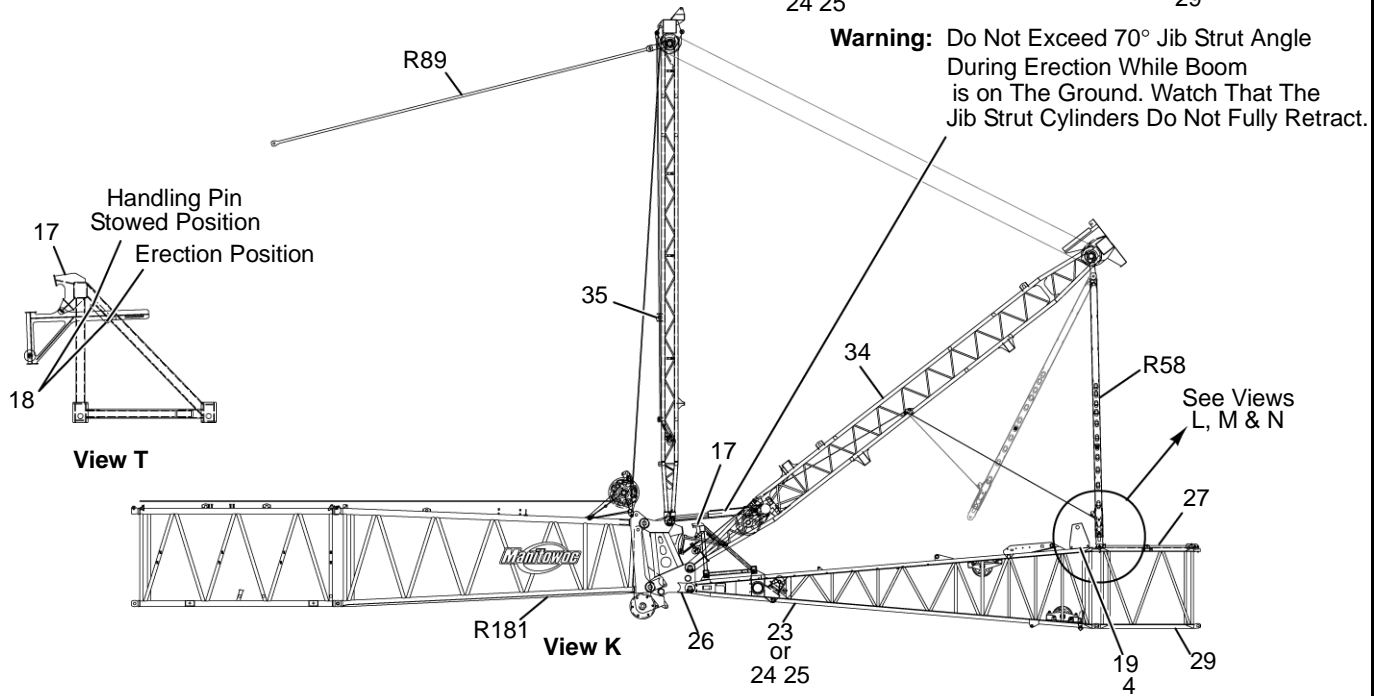 24 25
29
Warning: Do Not Exceed 70° Jib Strut Angle
During Erection While Boom
is on The Ground. Watch That The
Jib Strut Cylinders Do Not Fully Retract.
R89
Handling Pin
Stowed Position
17
Erection Position
35
34
R58
18
See Views
L, M & N
View T
17
27
Manitowoc
R181
View K
26
23
or
24 25
19
4
29